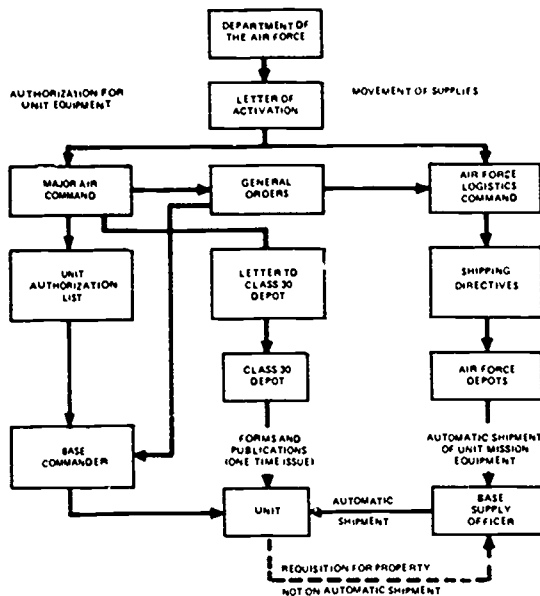 DEPARTMENT OF
THE AIR FORCE
AUTHORIZATION FOR
UNIT EQUIPMENT
LETTER OF
ACTIVATION
MOVEMENT OF SUPPLIES
MAJOR AIR
COMMAND
GENERAL
ORDERS
AIR FORCE
LOGISTICS
COMMAND
UNIT
AUTHORIZATION
LIST
LETTER TO
CLASS 30
DEPOT
SHIPPING
DIRECTIVES
CLASS 30
DEPOT
AIR FORCE
DEPOTS
BASE
COMMANDER
FORMS AND
PUBLICATIONS
(ONE TIME ISSUE)
AUTOMATIC SHIPMENT
OF UNIT MISSION
EQUIPMENT
UNIT
AUTOMATIC
SHIPMENT
BASE
SUPPLY
OFFICER
REQUISITION FOR PROPERTY
NOT ON AUTOMATIC SHIPMENT